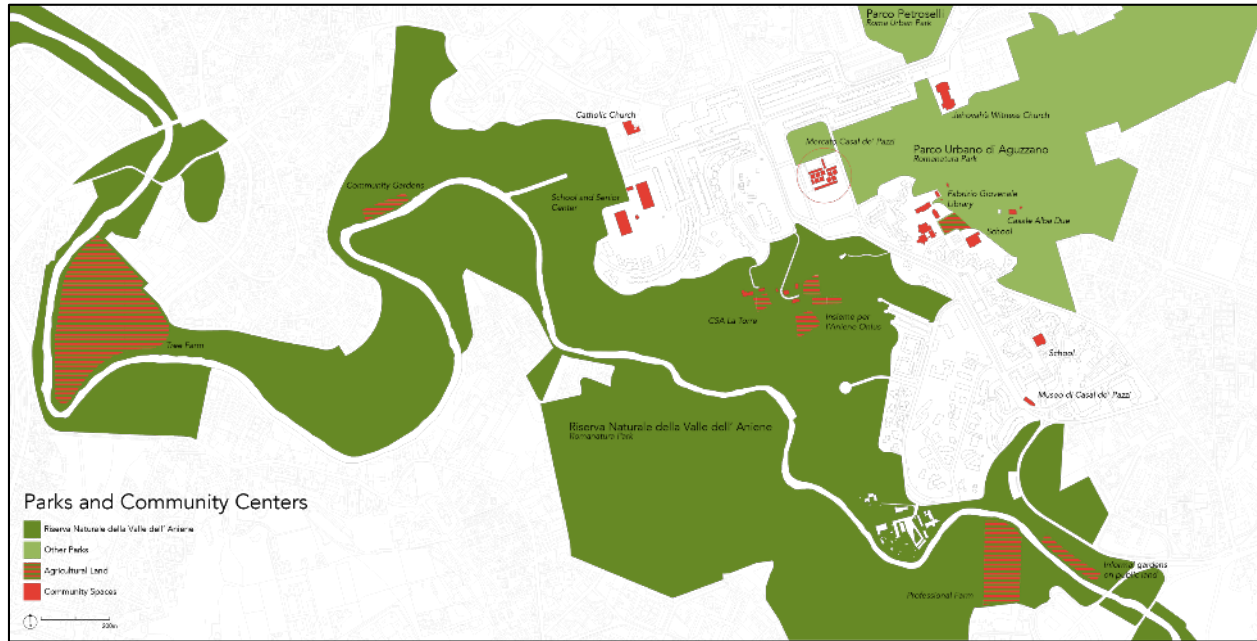 Parco Petroselli
Rome Urban Park
Catholic Church
Jehovah's Witness Church
Mercato Casal de' Pazzi
Parco Urbano di Aguzzano
Romanatura Park
Community Gardens
School and Senior
Center
Fabrizio Giovenale
Library
Casale Alba Due
School
CSA La Torre
Insieme per
l'Aniene Onlus
Tree Farm
School
Museo di Casal de' Pazzi
Riserva Naturale della Valle dell' Aniene
Romanatura Park
Parks and Community Centers
Riserva Naturale della Valle dell' Aniene
Other Parks
Agricultural Land
Community Spaces
Informal gardens
on public land
Professional Farm